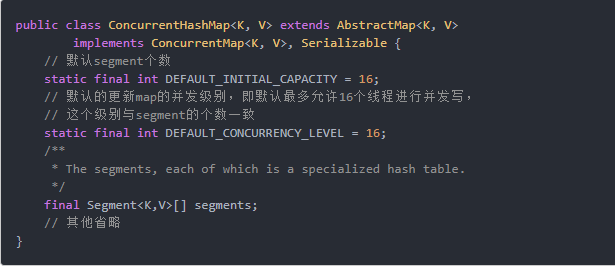 public class ConcurrentHashMap<K, V> extends AbstractMap<K, V>
        implements ConcurrentMap<K, V>, Serializable {
    // 默认segment个数
    static final int DEFAULT_INITIAL_CAPACITY = 16;
    // 默认的更新map的并发级别，即默认最多允许16个线程进行并发写，
    // 这个级别与segment的个数一致
    static final int DEFAULT_CONCURRENCY_LEVEL = 16;
    /**
     * The segments, each of which is a specialized hash table.
     */
    final Segment<K,V>[] segments;
    // 其他省略
}